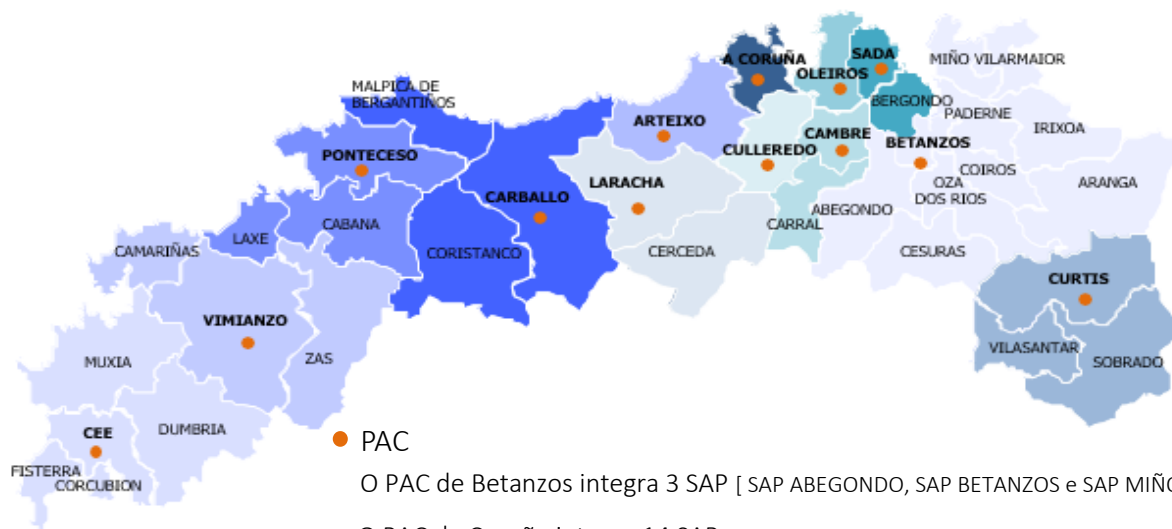 A CORUÑA
SADA
OLEIROS
MIÑO VILARMAIOR
MALPICA DE
BERGANTIÑOS
BERGONDO
PADERNE
IRIXOA
ARTEIXO
CAMBRE
BETANZOS
PONTECESO
CULLEREDO
COIROS
OZA
DOS RIOS
ARANGA
LARACHA
CARBALLO
ABEGONDO
CARRAL
CABANA
LAXE
CAMARIÑAS
CORISTANCO
CERCEDA
CESURAS
CURTIS
VIMIANZO
ZAS
MUXIA
VILASANTAR
SOBRADO
CEE
DUMBRIA
FISTERRA
CORCUBION
PAC
O PAC de Betanzos integra 3 SAP [ SAP ABEGONDO, SAP BETANZOS e SAP MIÑO